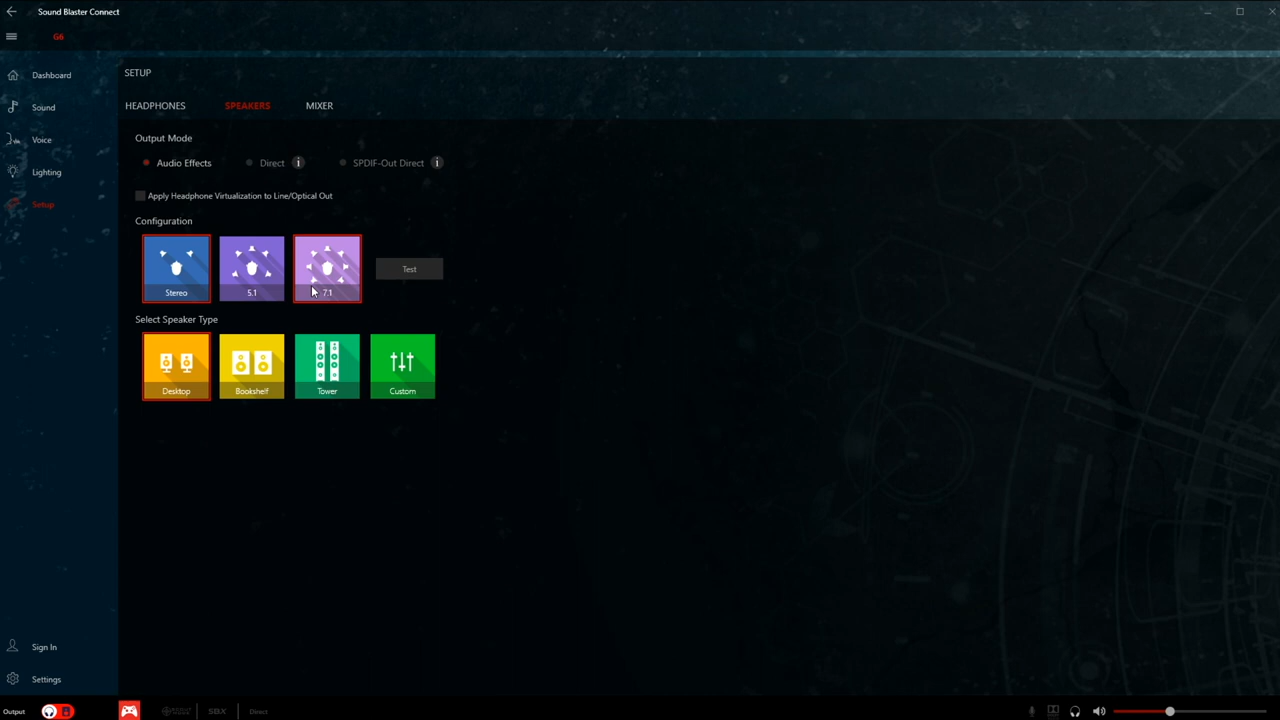 Sound Blaster Connect
G6
Dashboard
Sound
Voice
Lighting
Setup
Sign In
Settings
SETUP
HEADPHONES SPEAKERS MIXER
Output Mode
Audio Effects Direct i SPDIF-Out Direct i
Apply Headphone Virtualization to Line/Optical Out
Configuration
Stereo 5.1 7.1 Test
Select Speaker Type
Desktop Bookshelf Tower Custom
Output SBX Direct